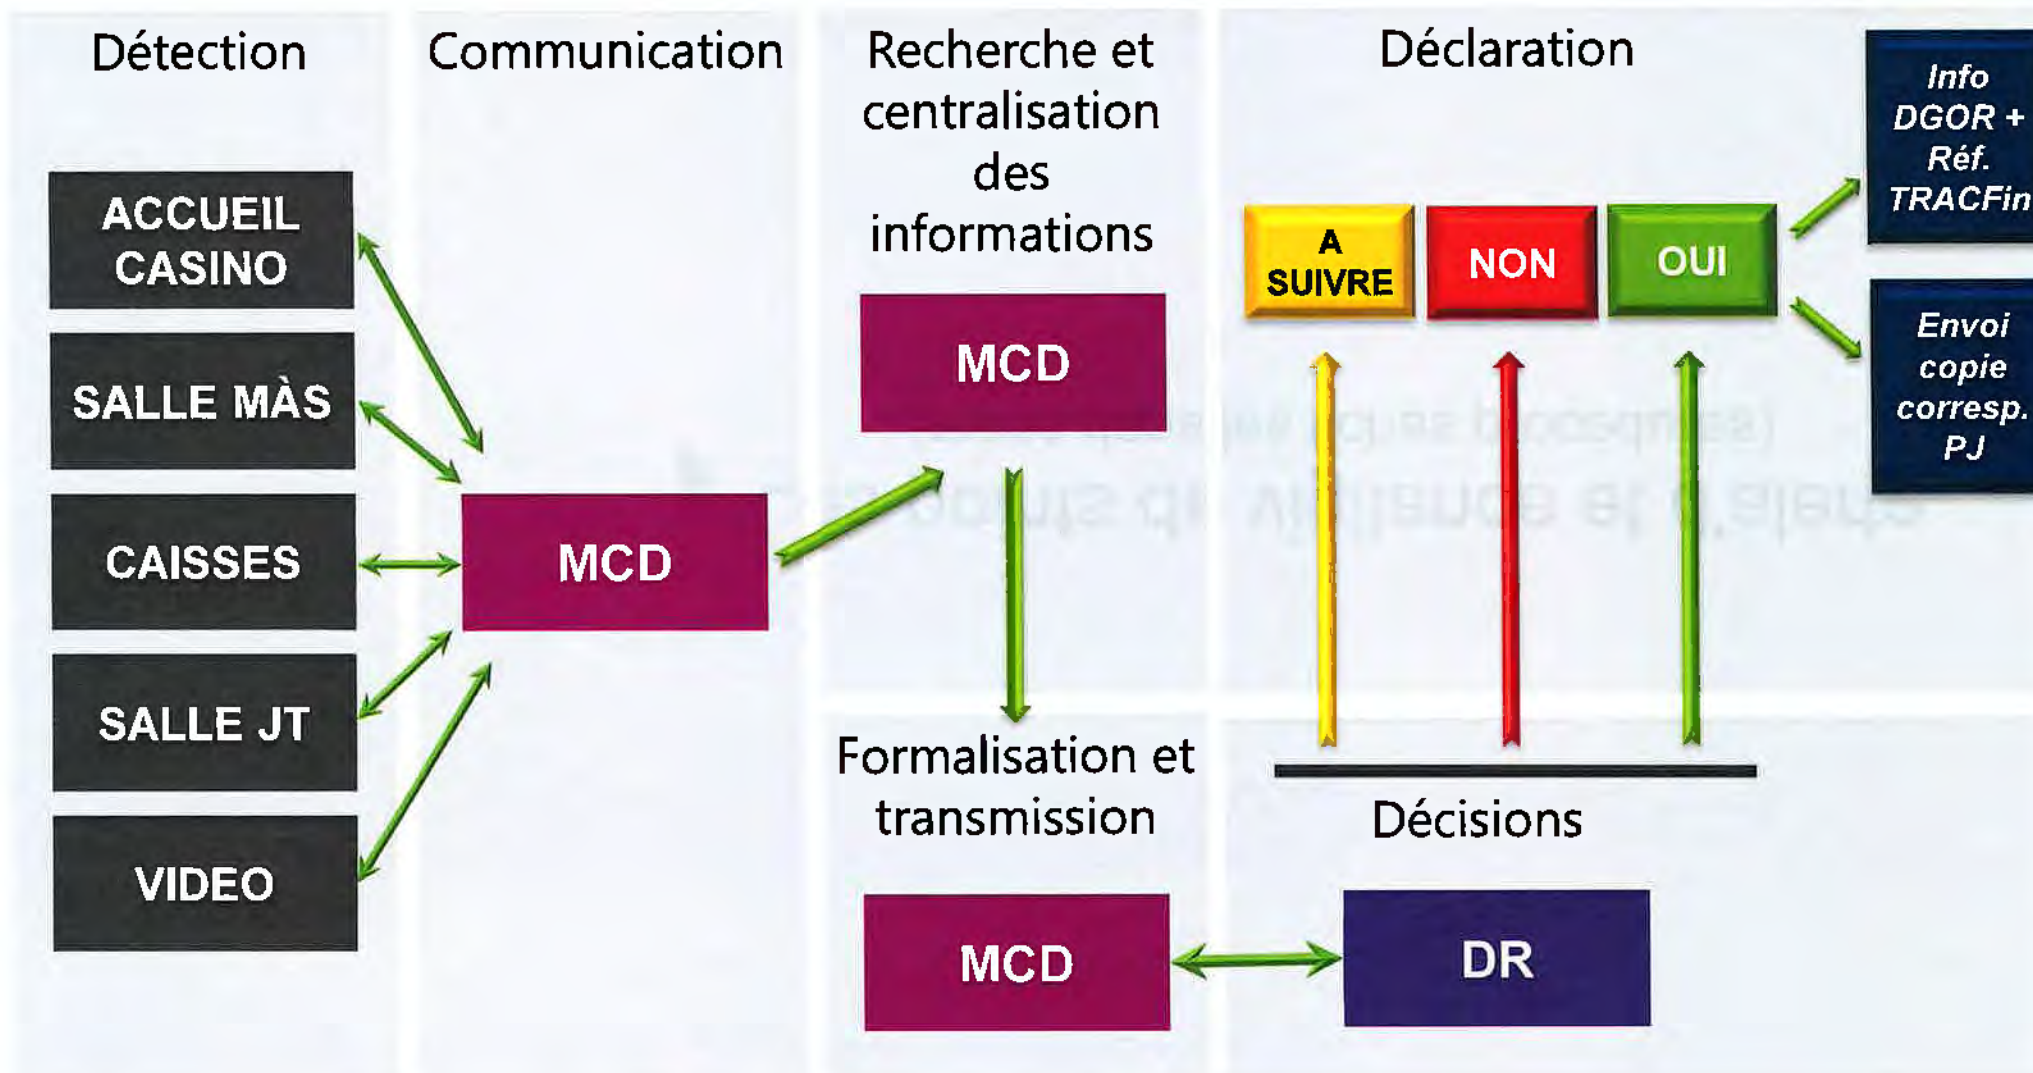 Détection
ACCUEIL
CASINO
SALLE MÀS
CAISSES
SALLE JT
VIDEO
Communication
MCD
Recherche et
centralisation
des
informations
MCD
Formalisation et
transmission
MCD
Déclaration
A
SUIVRE
NON
OUI
Info
DGOR +
Réf.
TRACFin
Envoi
copie
corresp.
PJ
Décisions
DR